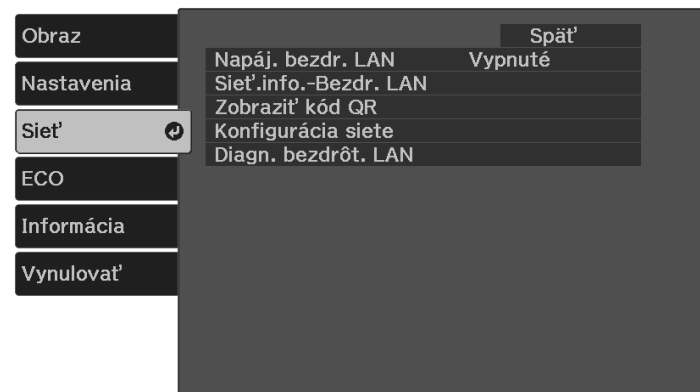 Obraz
Nastavenia
Sieť
ECO
Informácia
Vynulovať
Späť
Napáj. bezdr. LAN Vypnuté
Sieť.info.-Bezdr. LAN
Zobraziť kód QR
Konfigurácia siete
Diagn. bezdrôt. LAN